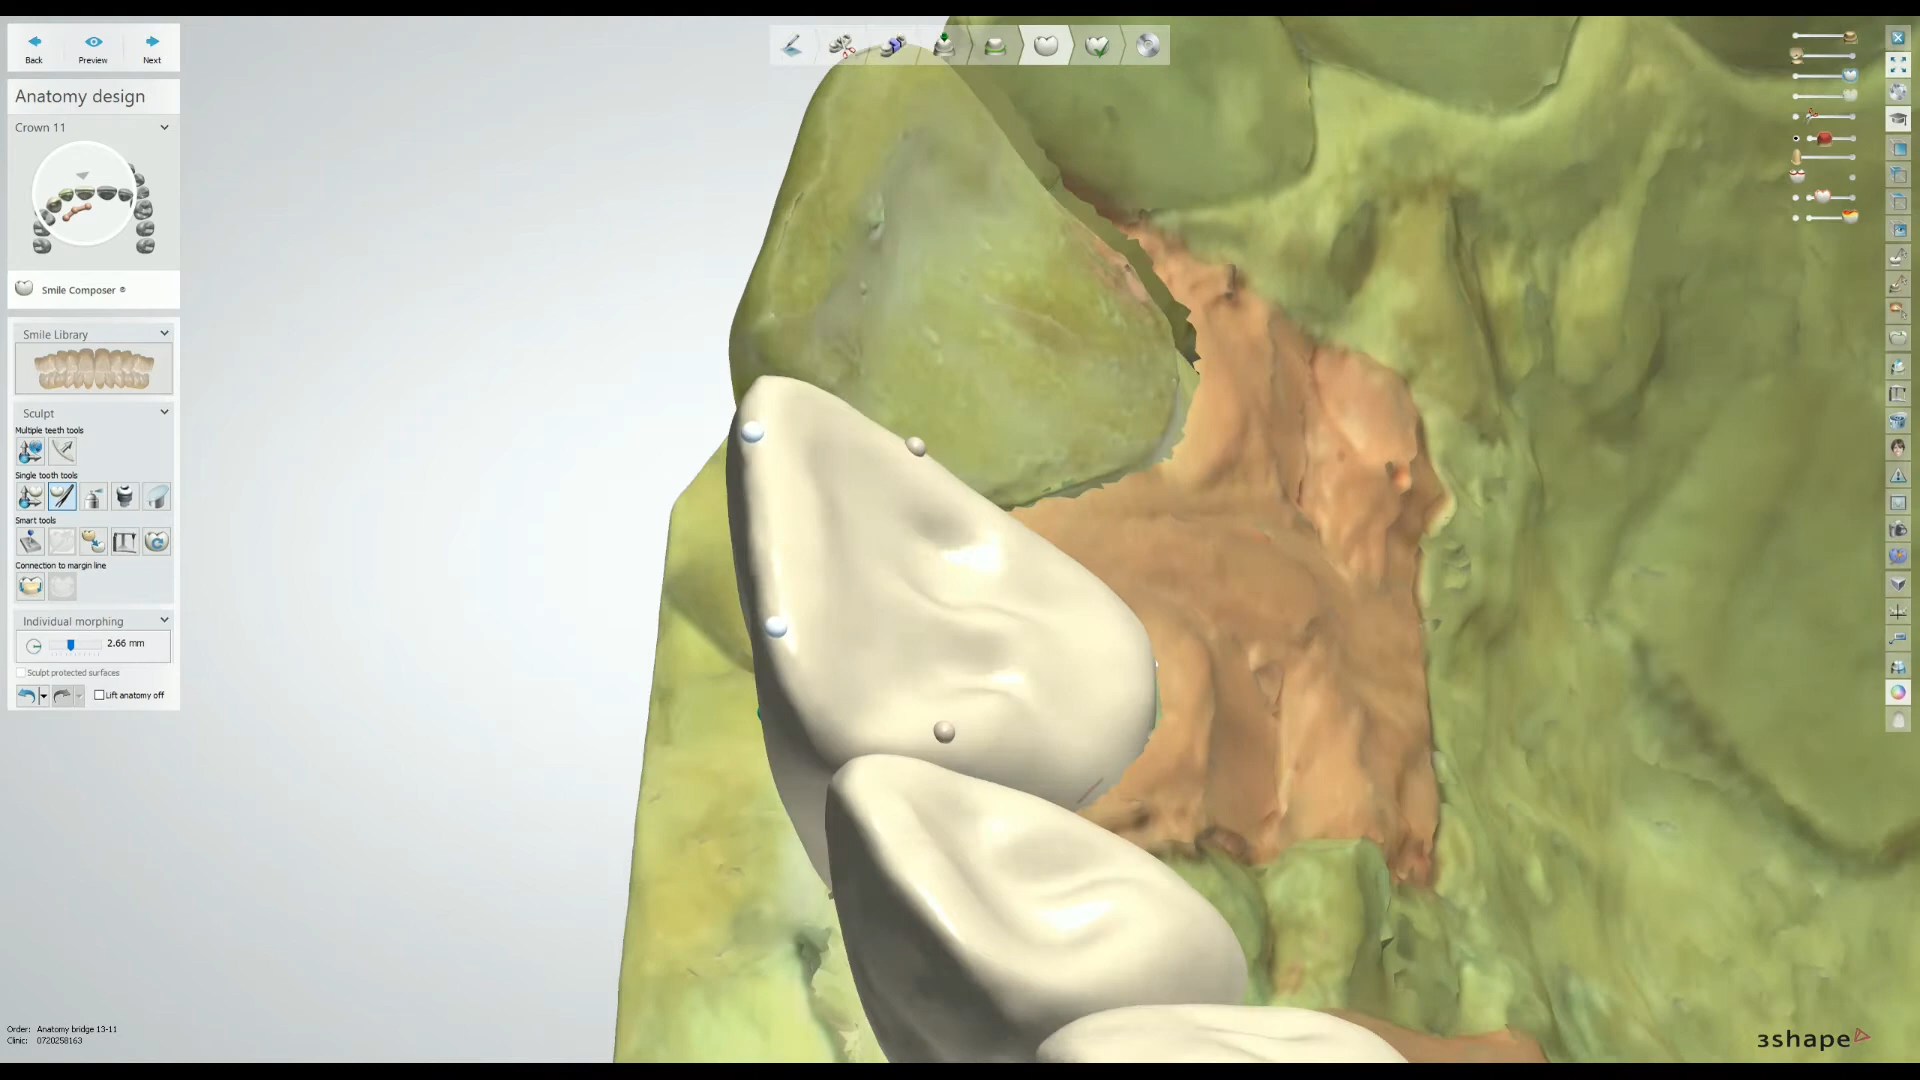 Back Preview Next
Anatomy design
Crown 11
Smile Composer ®
Smile Library
Sculpt
Multiple teeth tools
Single tooth tools
Smart tools
Connection to margin line
Individual morphing
2.66 mm
Sculpt protected surfaces
Lift anatomy off
Order: Anatomy bridge 13-11
Clinic: 0720258163
3shape